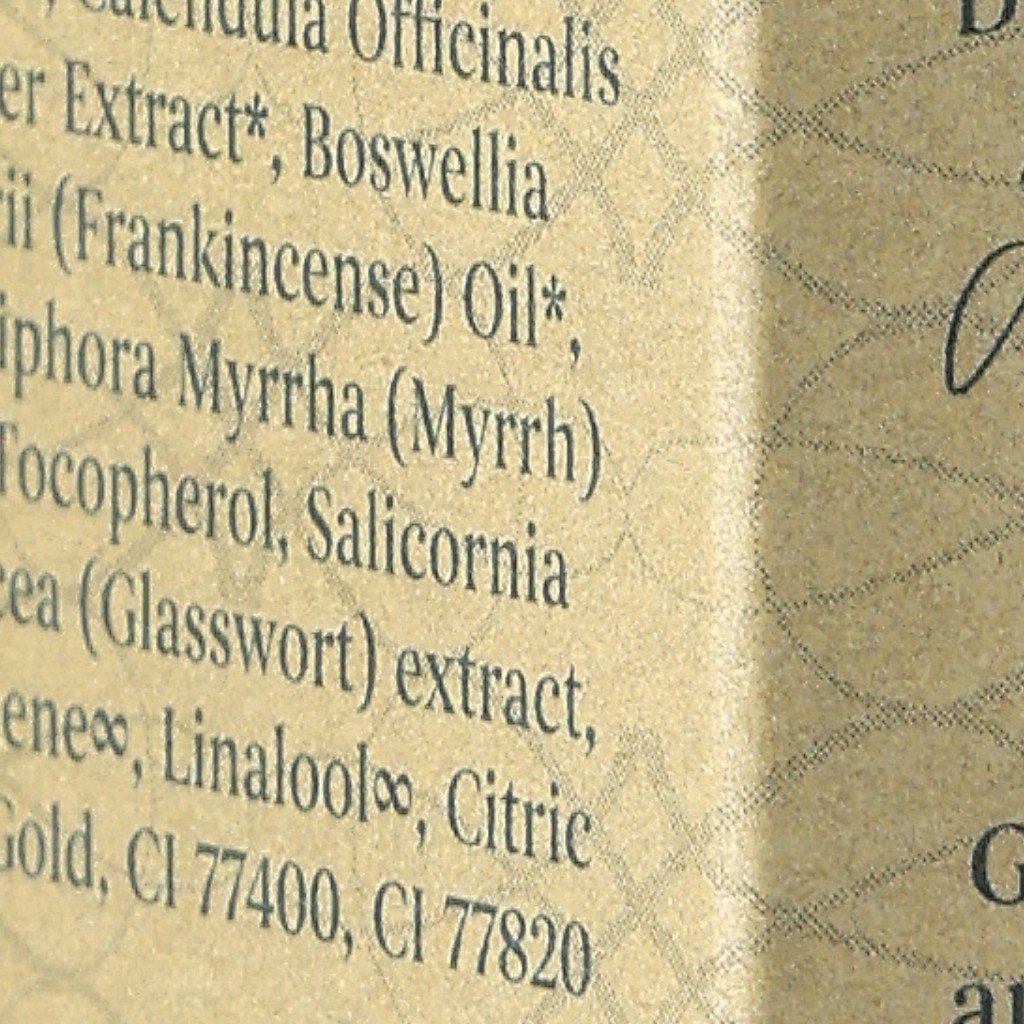 Calendula Officinalis
er Extract*, Boswellia
rii (Frankincense) Oil*,
iphora Myrrha (Myrrh)
Tocopherol, Salicornia
cea (Glasswort) extract,
ene∞, Linalool∞, Citric
Gold, CI 77400, CI 77820
G